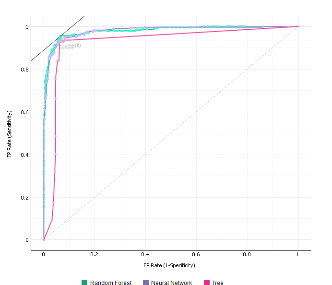 1
0.8
0.6
0.4
0.2
0
TP Rate (Sensitivity)
0 0.2 0.4 0.6 0.8 1
FP Rate (1-Specificity)
Random Forest Neural Network Tree